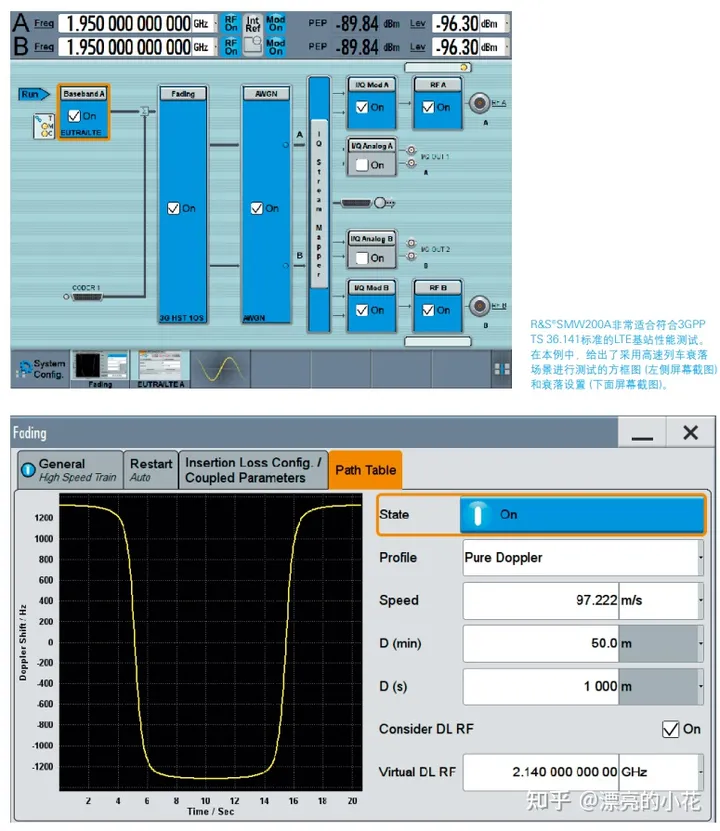 A Freq 1.950 000 000 000 GHz RF On Int Ref Mod On PEP -89.84 dBm Lev -96.30 dBm
B Freq 1.950 000 000 000 GHz RF On Mod On PEP -89.84 dBm Lev -96.30 dBm
Run Baseband A Fading AWGN I/Q Mod A RF A
On On On
EUTRA/LTE
RF A
A
I/Q Analog A
On
I/Q OUT 1
A
A
IQ Stream Mapper
On On
I/Q Analog B
On
I/Q OUT 2
B
B
I/Q Mod B RF B
On On
RF B
B
CODER 1
3G HST 1OS AWGN
System Config. Fading EUTRA/LTE A
R&S®SMW200A非常适合符合3GPP
TS 36.141标准的LTE基站性能测试。
在本例中，给出了采用高速列车衰落
场景进行测试的方框图 (左侧屏幕截图)
和衰落设置 (下面屏幕截图)。
Fading
General
High Speed Train
Restart
Auto
Insertion Loss Config. /
Coupled Parameters
Path Table
Doppler Shift / Hz
1200
1000
800
600
400
200
0
-200
-400
-600
-800
-1000
-1200
2 4 6 8 10 12 14 16 18 20
Time / Sec
State On
Profile Pure Doppler
Speed 97.222 m/s
D (min) 50.0 m
D (s) 1 000 m
Consider DL RF On
Virtual DL RF 2.140 000 000 00 GHz
知乎 @漂亮的小花